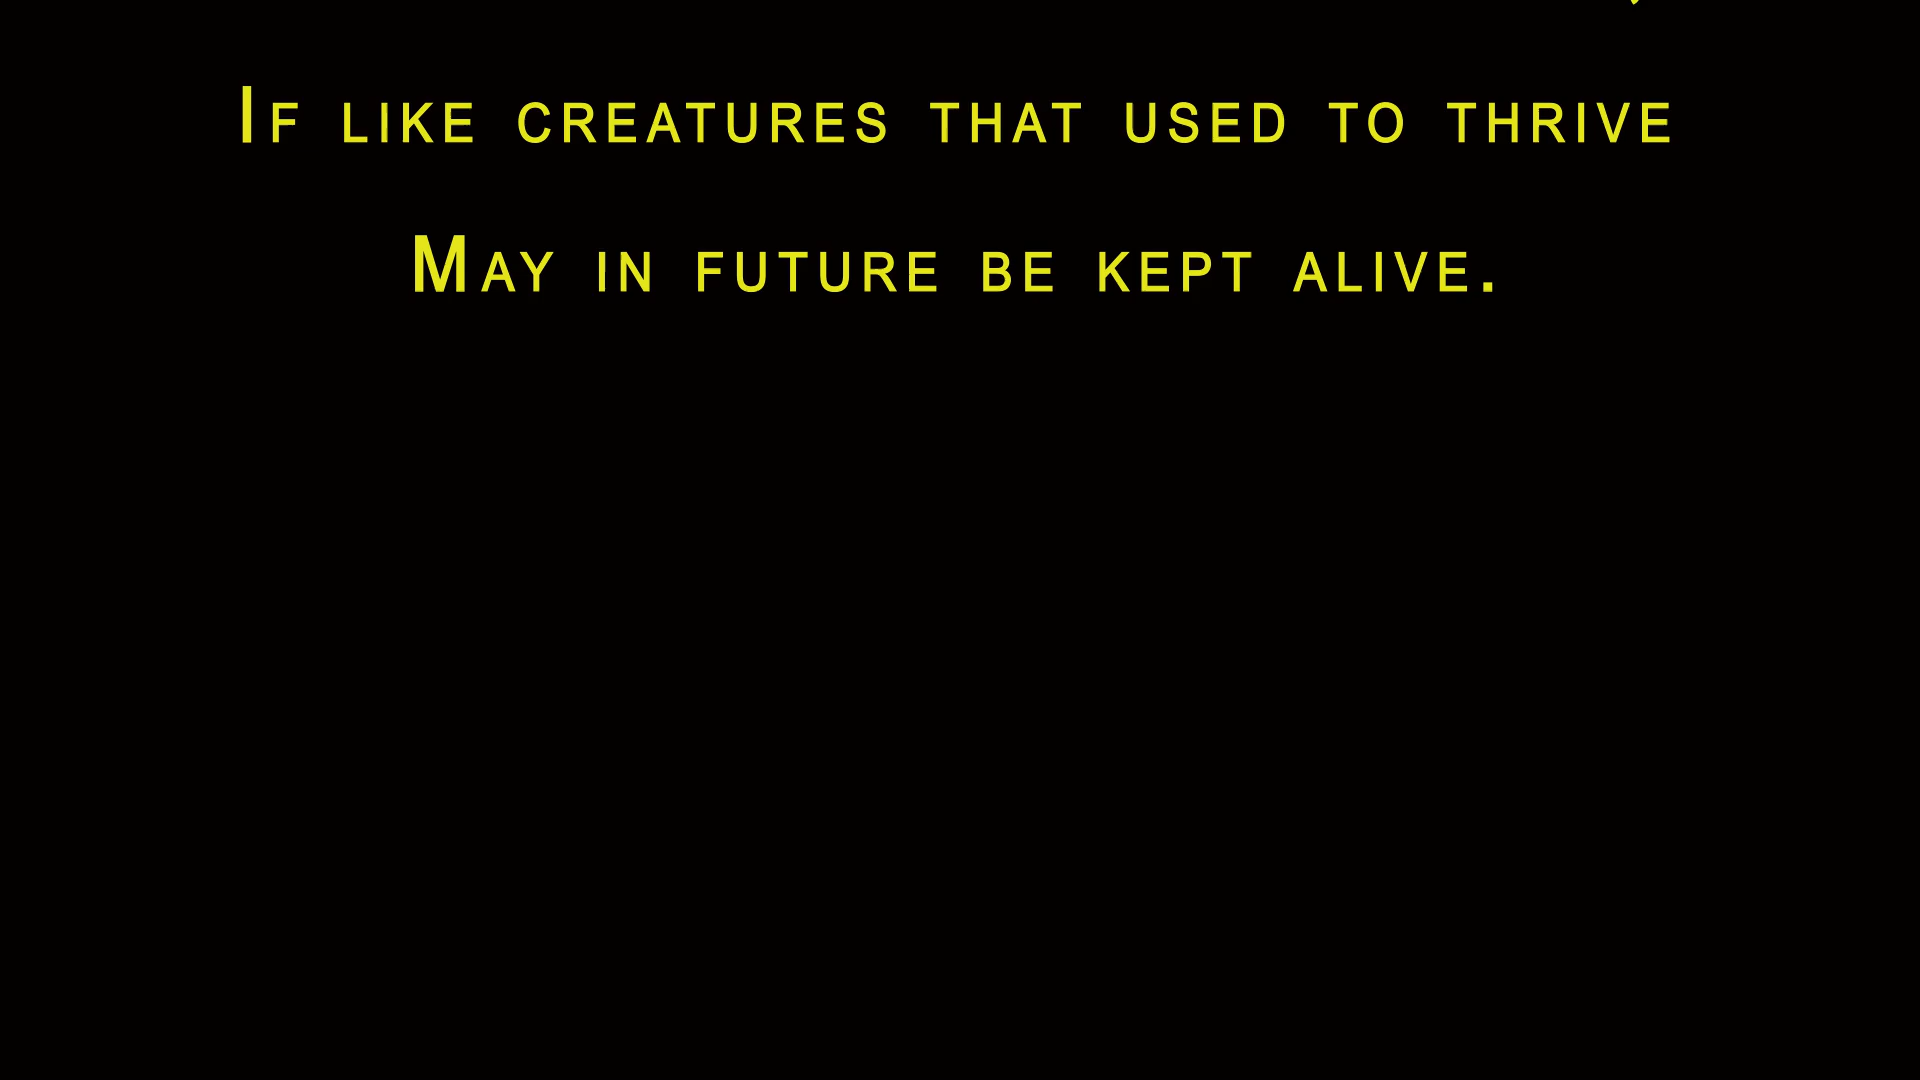 If like creatures that used to thrive
May in future be kept alive.